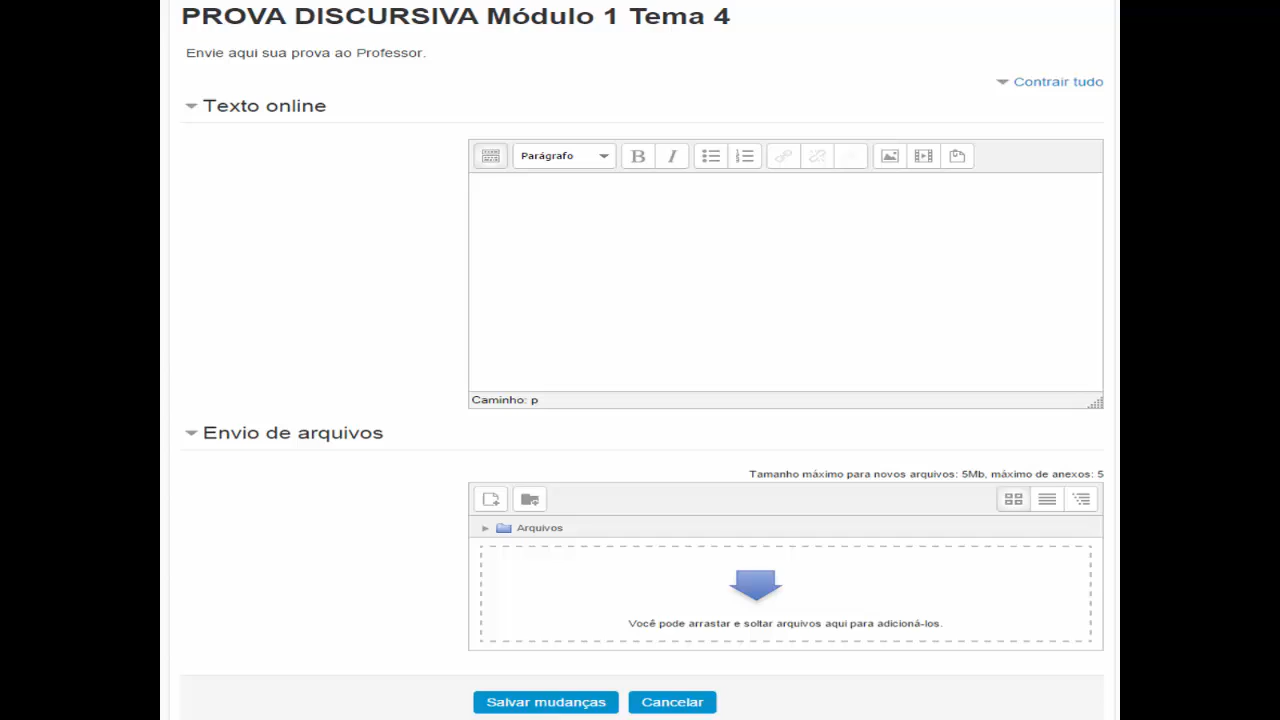 PROVA DISCURSIVA Módulo 1 Tema 4
Envie aqui sua prova ao Professor.
Contrair tudo
Texto online
Parágrafo
B I
Caminho: p
Envio de arquivos
Tamanho máximo para novos arquivos: 5Mb, máximo de anexos: 5
Arquivos
Você pode arrastar e soltar arquivos aqui para adicioná-los.
Salvar mudanças Cancelar